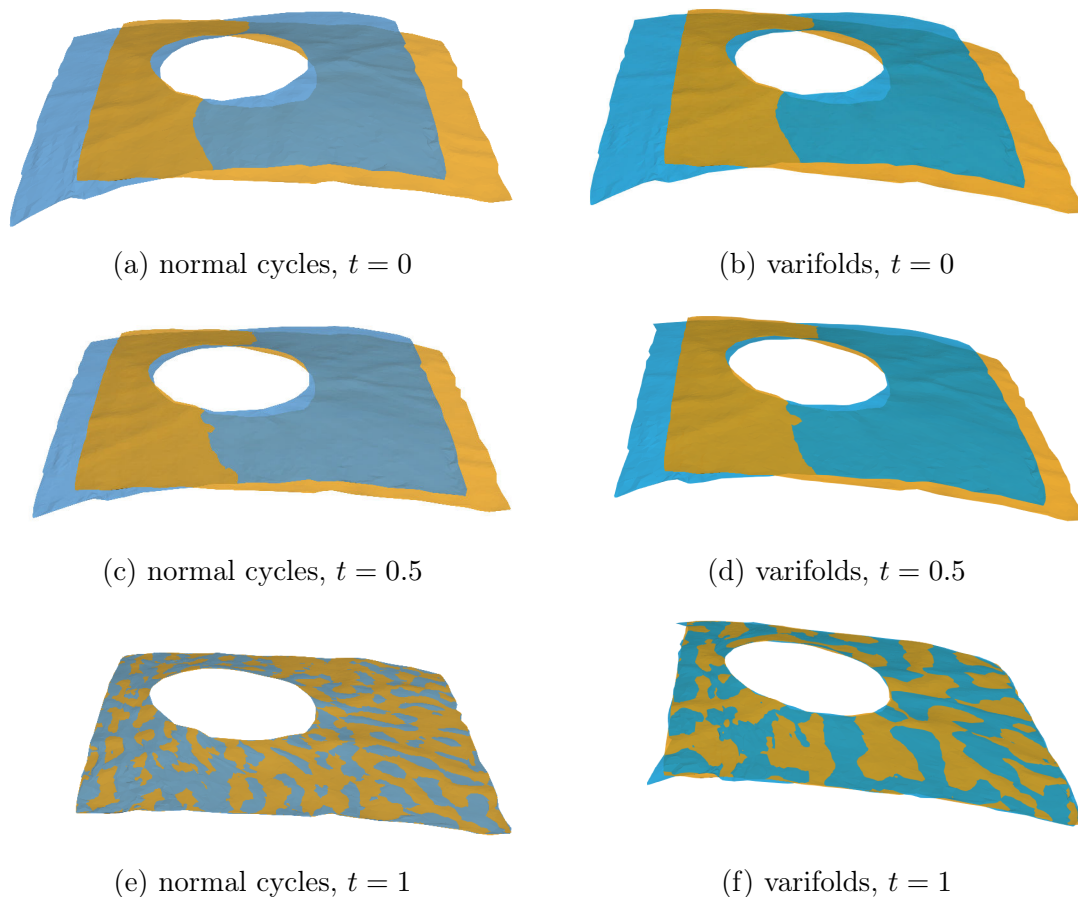 (a) normal cycles, t = 0
(b) varifolds, t = 0
(c) normal cycles, t = 0.5
(d) varifolds, t = 0.5
(e) normal cycles, t = 1
(f) varifolds, t = 1